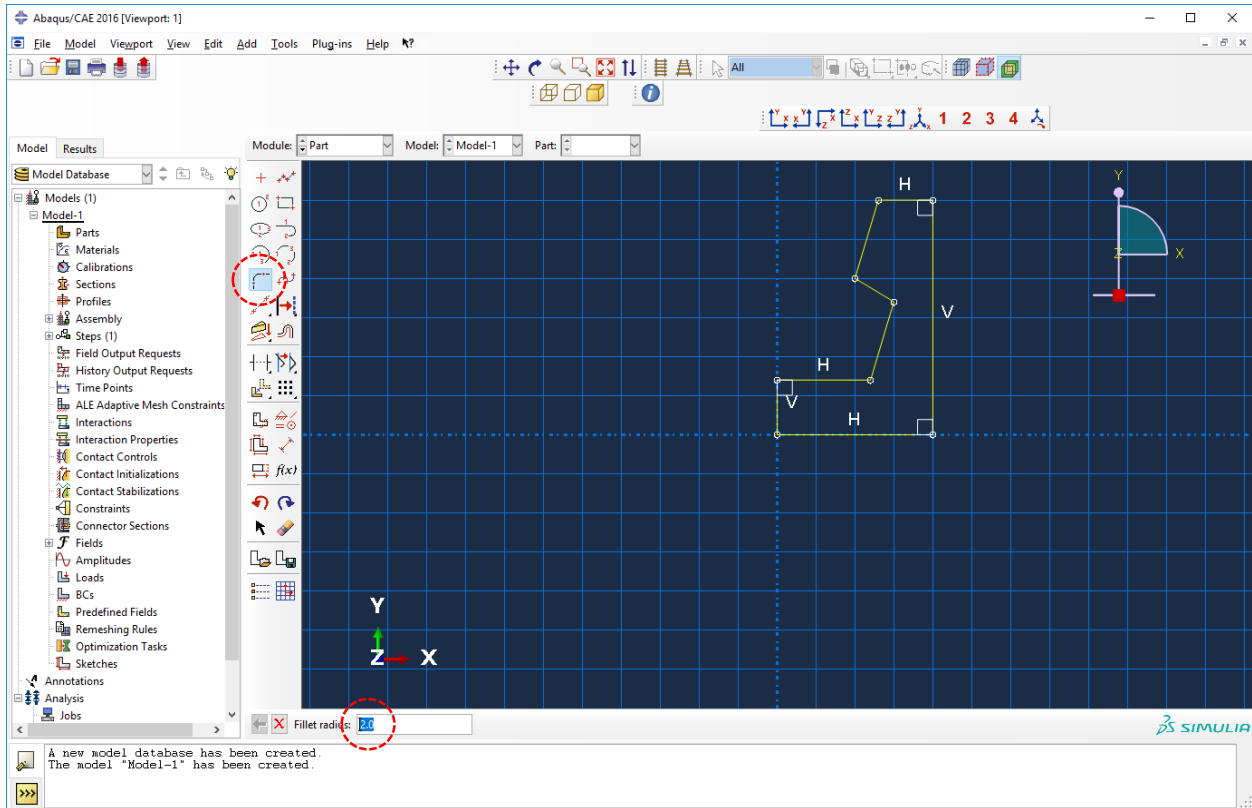 Abaqus/CAE 2016 [Viewport: 1]
File Model Viewport View Edit Add Tools Plug-ins Help
All
1 2 3 4
Model Results
Module: Part Model: Model-1 Part:
Model Database
Models (1)
Model-1
Parts
Materials
Calibrations
Sections
Profiles
Assembly
Steps (1)
Field Output Requests
History Output Requests
Time Points
ALE Adaptive Mesh Constraints
Interactions
Interaction Properties
Contact Controls
Contact Initializations
Contact Stabilizations
Constraints
Connector Sections
Fields
Amplitudes
Loads
BCs
Predefined Fields
Remeshing Rules
Optimization Tasks
Sketches
Annotations
Analysis
Jobs
f(x)
H
V
H
V
H
Y
Z X
Y
Z X
Fillet radius: 2.0
SIMULIA
A new model database has been created.
The model "Model-1" has been created.
>>>